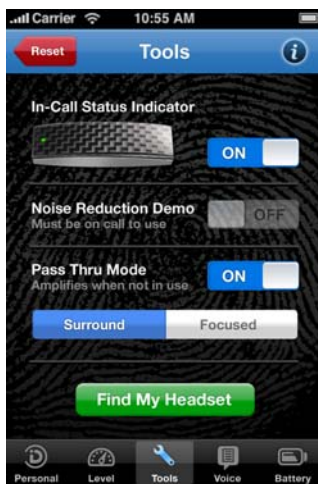 Carrier 10:55 AM
Reset Tools i
In-Call Status Indicator
ON
Noise Reduction Demo
Must be on call to use
OFF
Pass Thru Mode
Amplifies when not in use
ON
Surround Focused
Find My Headset
Personal Level Tools Voice Battery